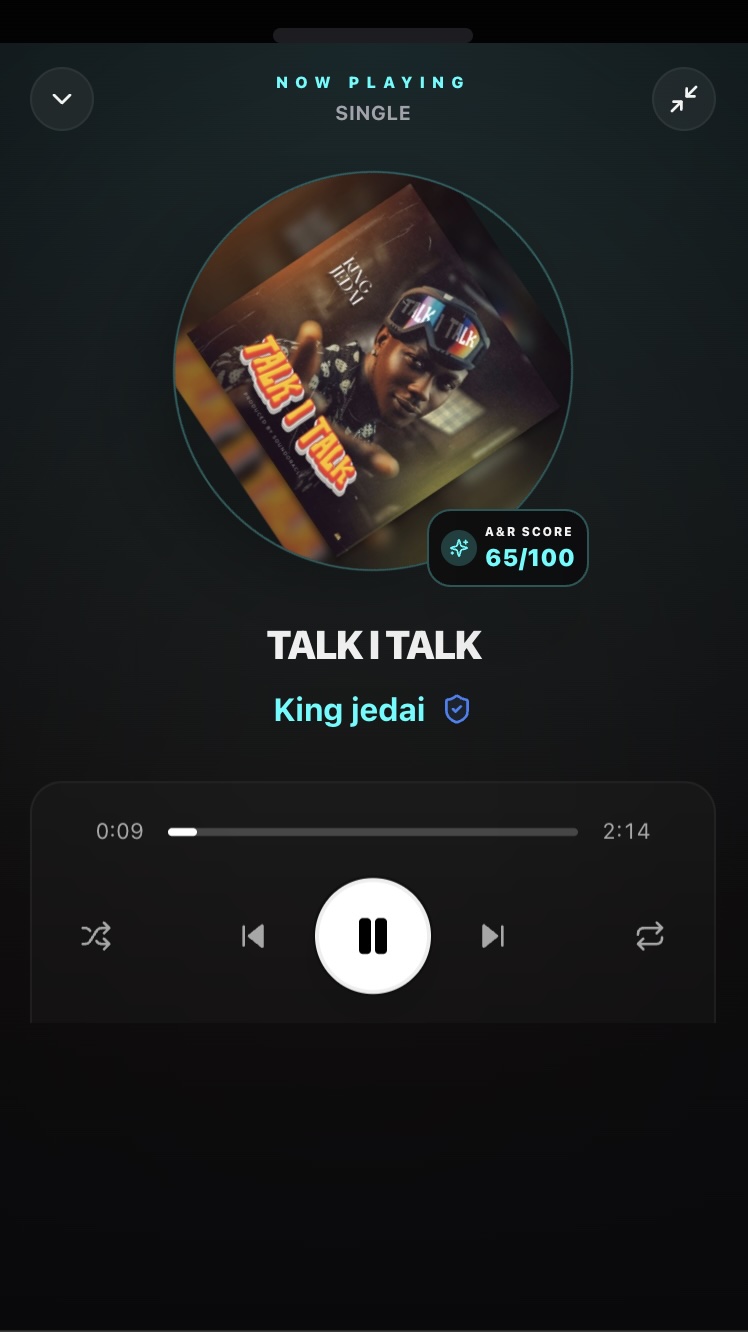 NOW PLAYING
SINGLE
KING
JEDAI
TALK I TALK
TALK I TALK
A&R SCORE
65/100
TALK I TALK
King jedai
0:09
2:14